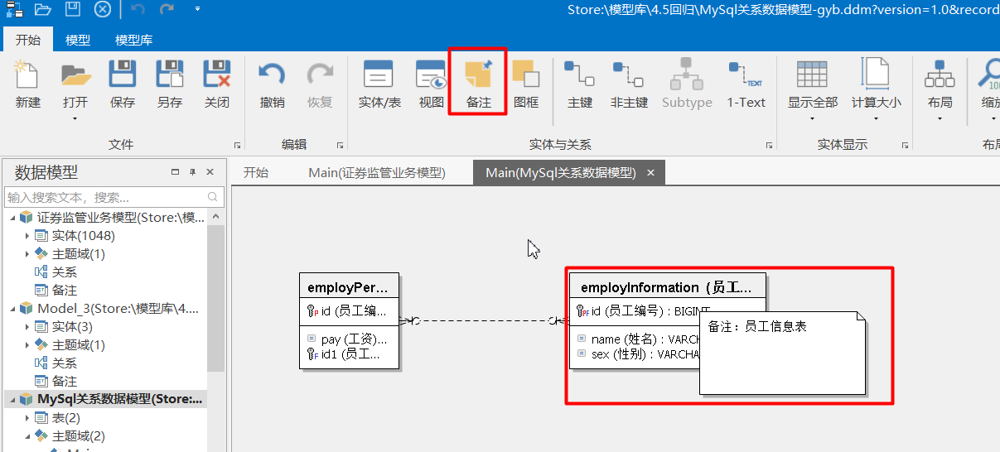 Store:\模型库\4.5回归\MySql关系数据模型-gyb.ddm?version=1.0&record
开始 模型 模型库
新建 打开 保存 另存 关闭 撤销 恢复 实体/表 视图 备注 图框 主键 非主键 Subtype 1-Text 显示全部 计算大小 布局 缩放
TEXT
100
文件 编辑 实体与关系 实体显示 布局
数据模型
开始 Main(证券监管业务模型) Main(MySql关系数据模型) ×
输入搜索文本，搜索...
证券监管业务模型(Store:\模...
实体(1048)
主题域(1)
关系
备注
Model_3(Store:\模型库\4....
实体(3)
主题域(1)
关系
备注
MySql关系数据模型(Store:...
表(2)
主题域(2)
employPer...
id (员工编...
pay (工资)...
id1 (员工...
employInformation（员工...
id (员工编号) : BIGINT
name (姓名) : VARCH
sex (性别) : VARCHA
备注：员工信息表